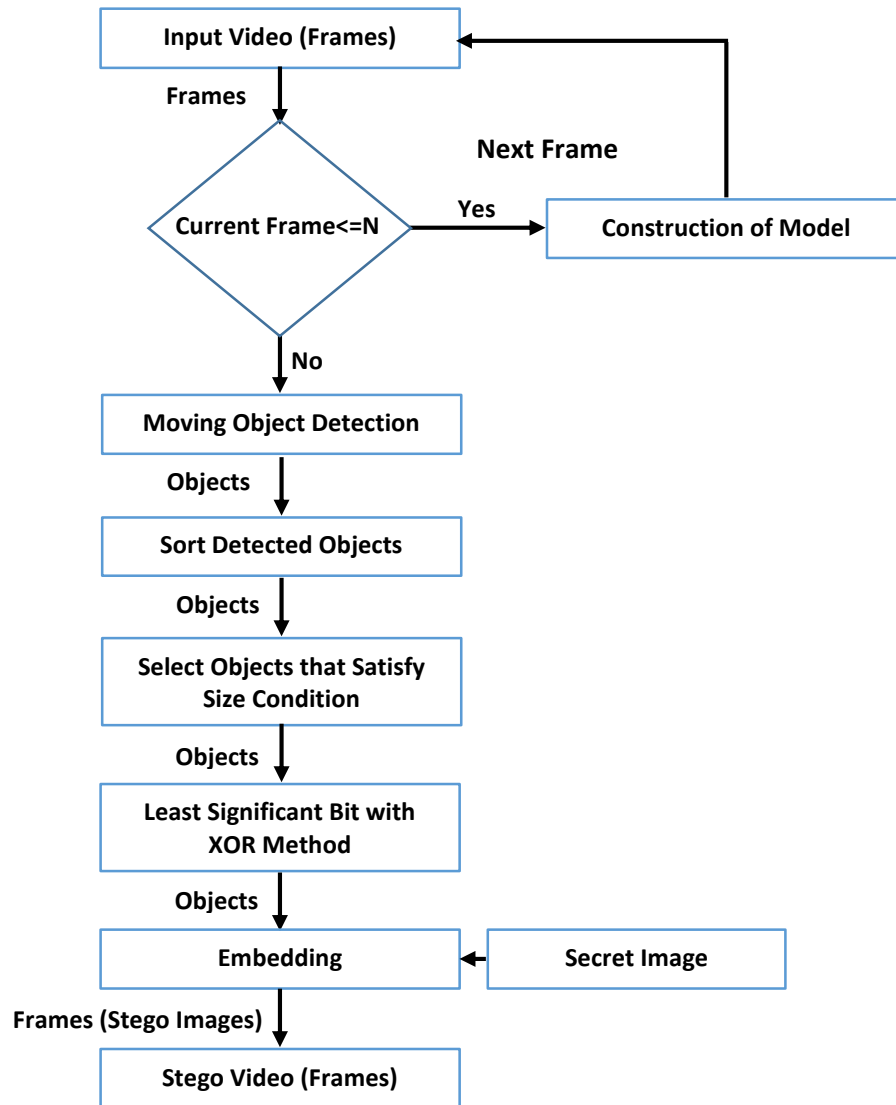 Input Video (Frames)
Frames
Next Frame
Current Frame<=N
Yes
Construction of Model
No
Moving Object Detection
Objects
Sort Detected Objects
Objects
Select Objects that Satisfy
Size Condition
Objects
Least Significant Bit with
XOR Method
Objects
Embedding
Secret Image
Frames (Stego Images)
Stego Video (Frames)